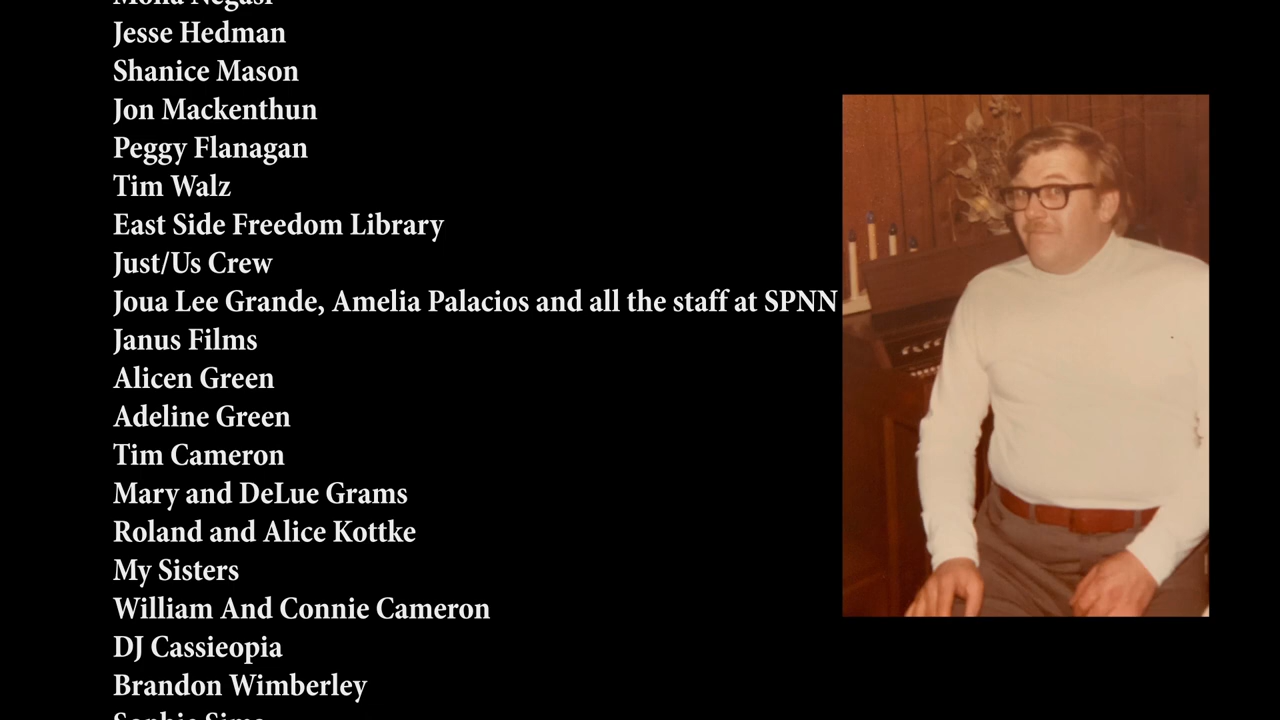 Mona Negasi
Jesse Hedman
Shanice Mason
Jon Mackenthun
Peggy Flanagan
Tim Walz
East Side Freedom Library
Just/Us Crew
Joua Lee Grande, Amelia Palacios and all the staff at SPNN
Janus Films
Alicen Green
Adeline Green
Tim Cameron
Mary and DeLue Grams
Roland and Alice Kottke
My Sisters
William And Connie Cameron
DJ Cassieopia
Brandon Wimberley